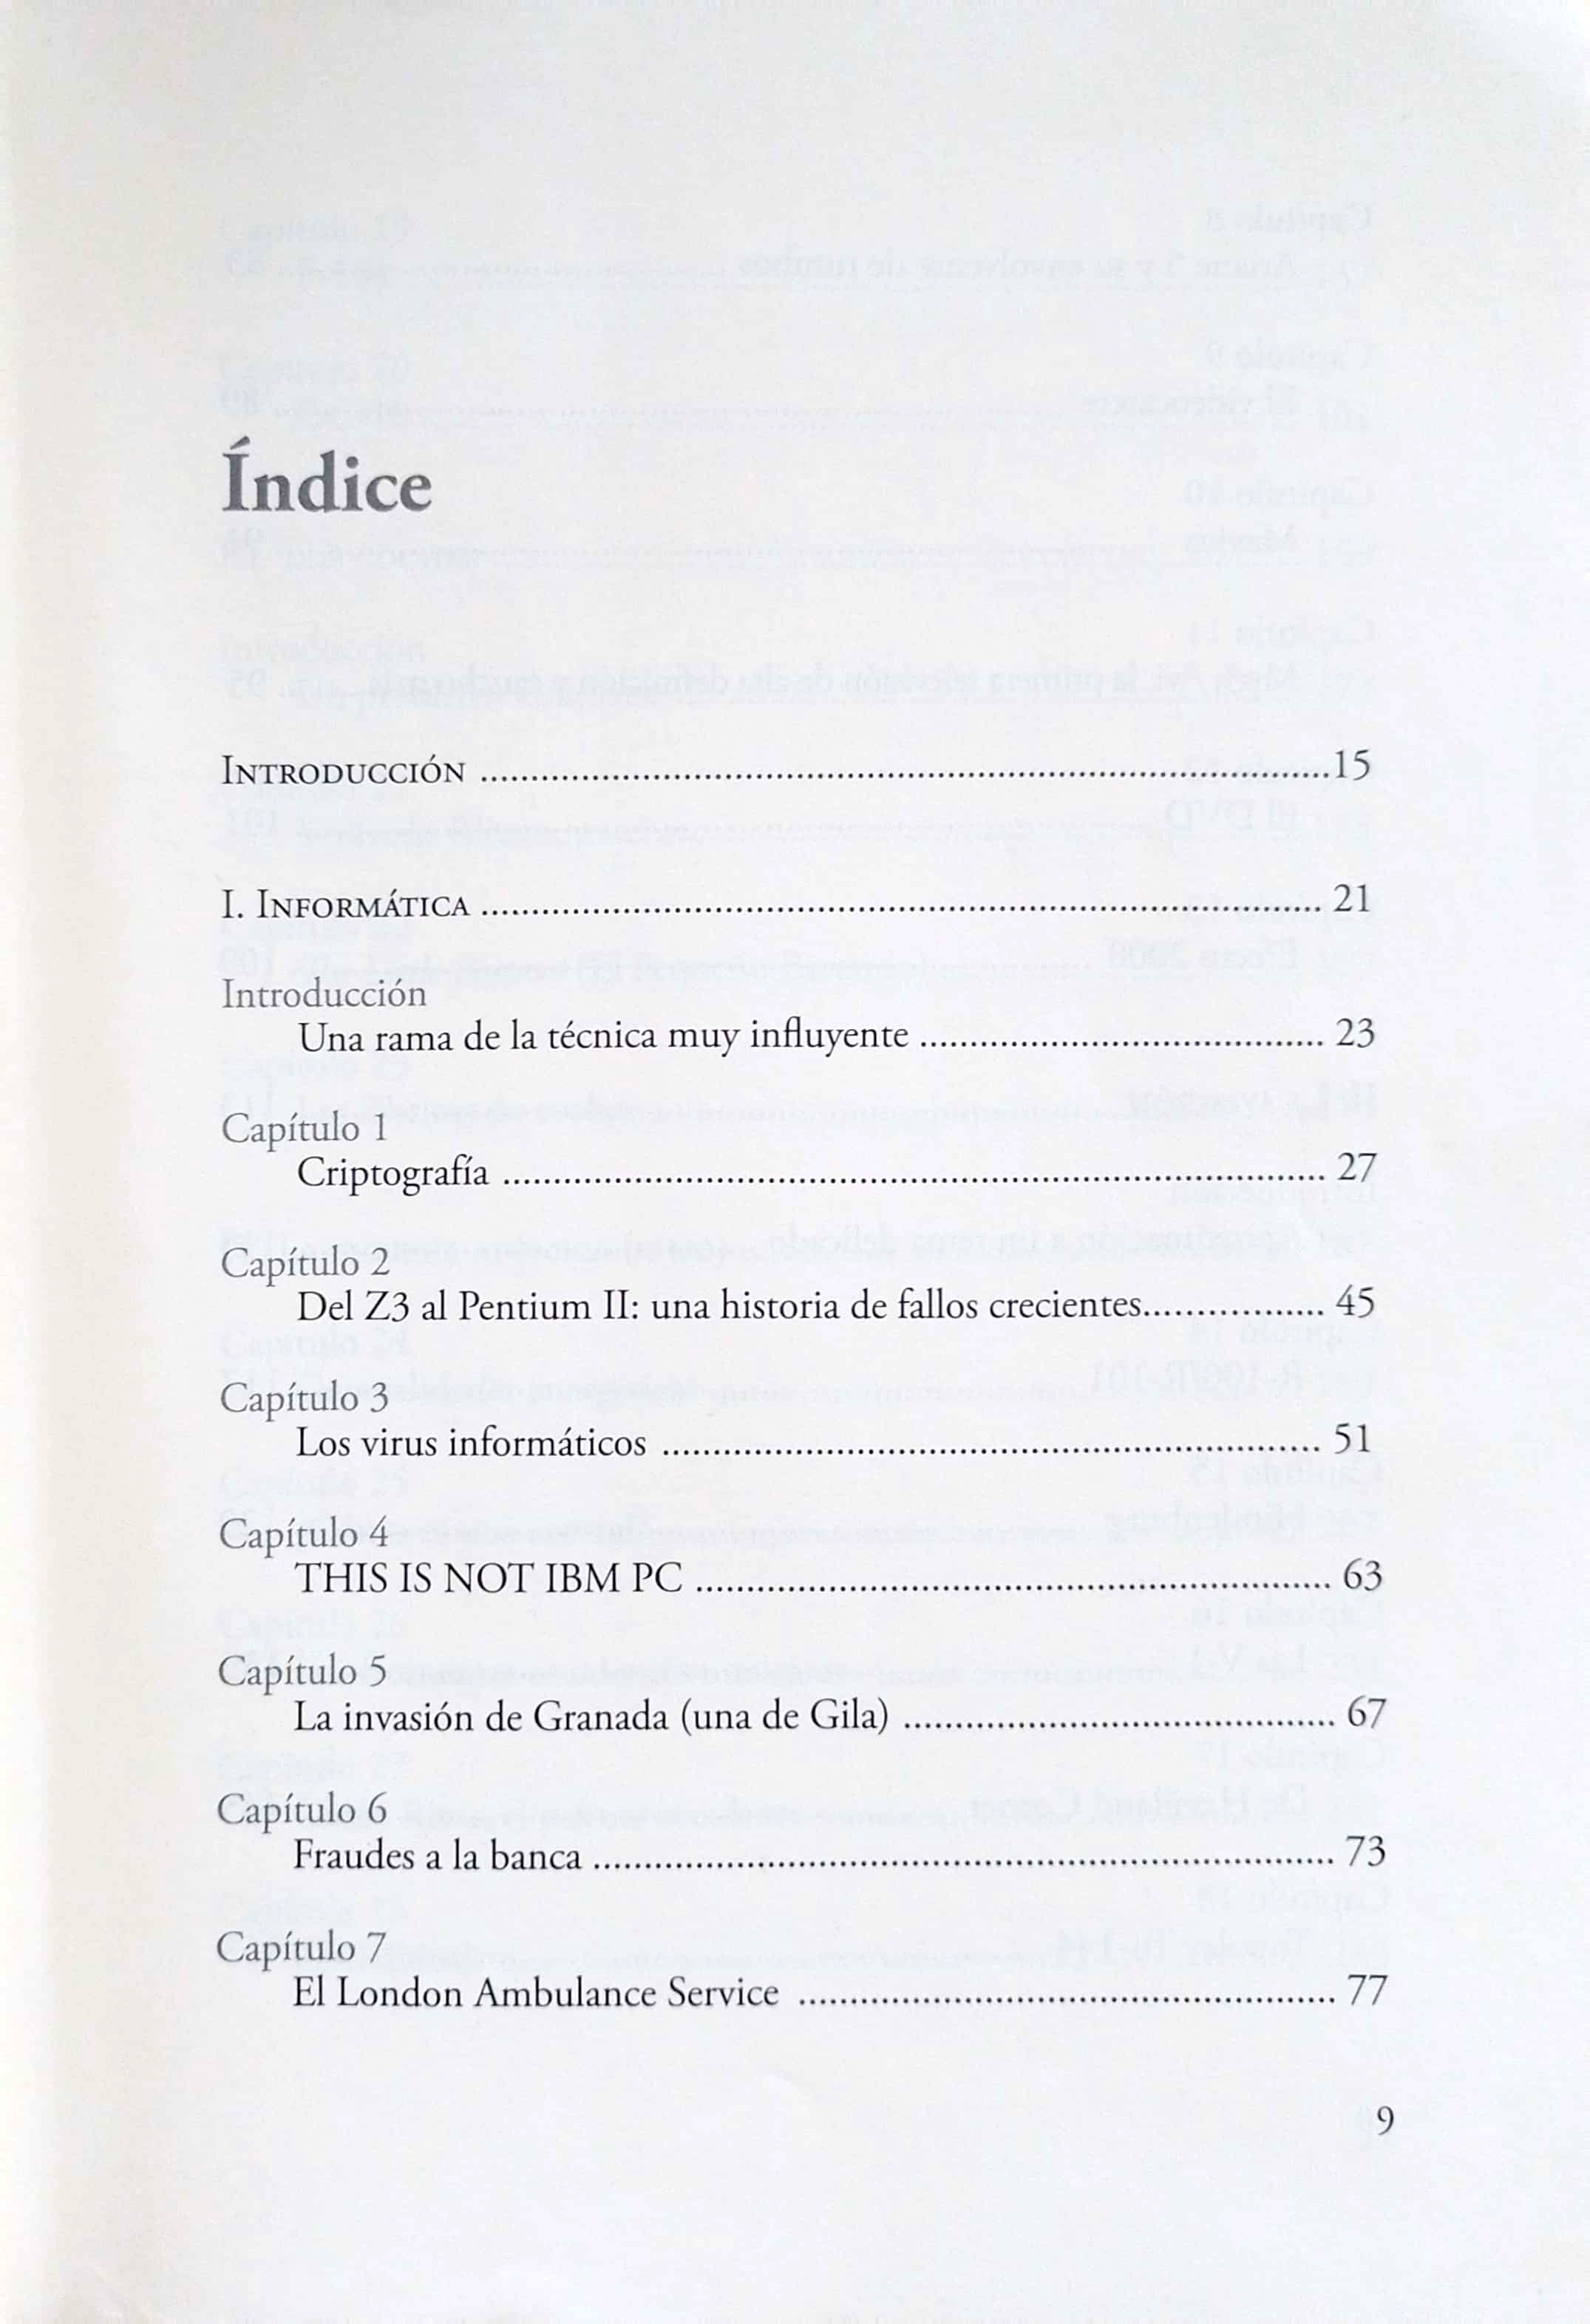 Índice
INTRODUCCIÓN ..........15
I. INFORMÁTICA .......... 21
Introducción
Una rama de la técnica muy influyente .......... 23
Capítulo 1
Criptografía .......... 27
Capítulo 2
Del Z3 al Pentium II: una historia de fallos crecientes.......... 45
Capítulo 3
Los virus informáticos .......... 51
Capítulo 4
THIS IS NOT IBM PC .......... 63
Capítulo 5
La invasión de Granada (una de Gila) .......... 67
Capítulo 6
Fraudes a la banca .......... 73
Capítulo 7
El London Ambulance Service .......... 77
9